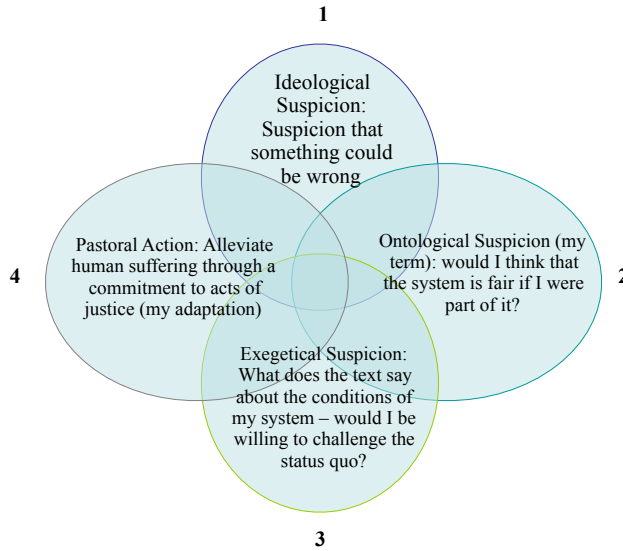 1
Ideological
Suspicion:
Suspicion that
something could
be wrong
Pastoral Action: Alleviate
human suffering through a
commitment to acts of
justice (my adaptation)
4
Ontological Suspicion (my
term): would I think that
the system is fair if I were
part of it?
2
Exegetical Suspicion:
What does the text say
about the conditions of
my system – would I be
willing to challenge the
status quo?
3